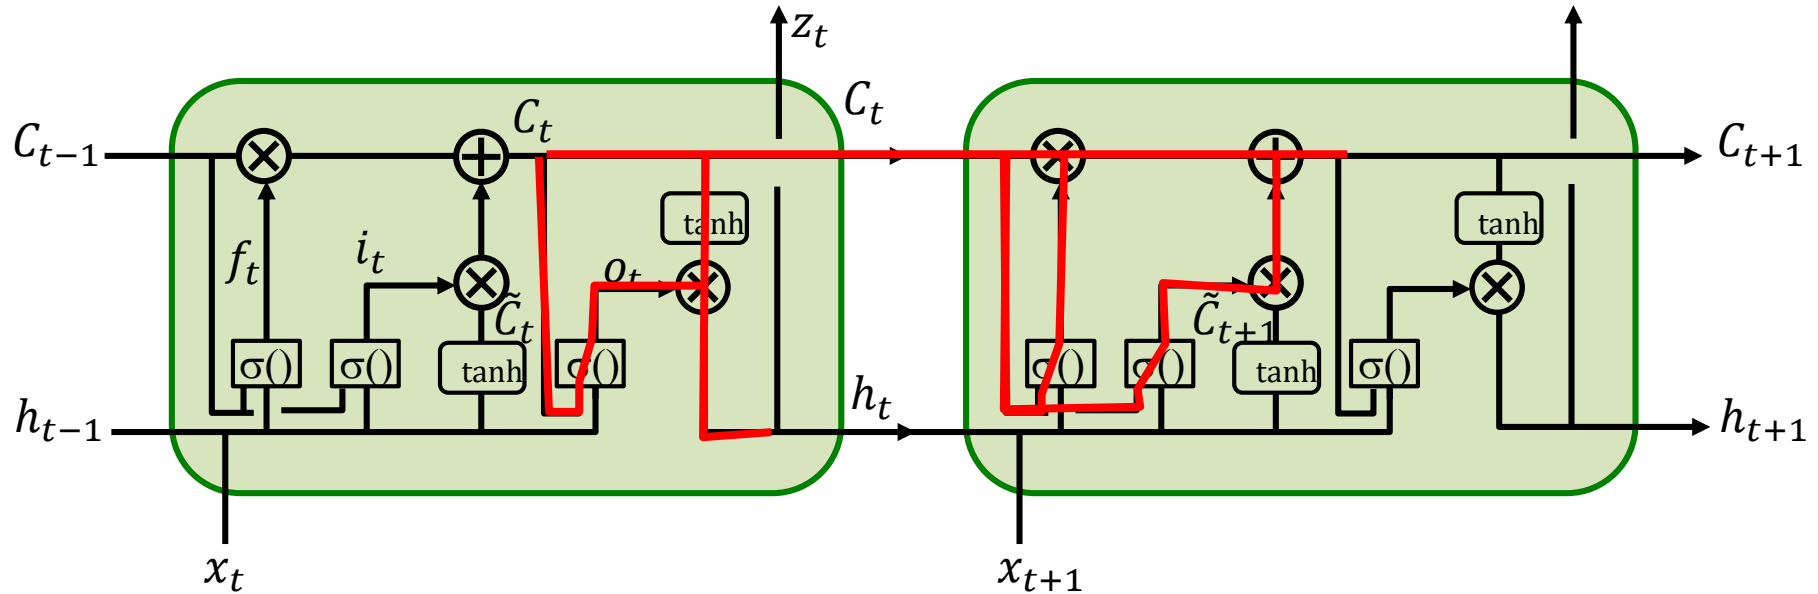 z_t
C_{t-1}
C_t
C_t
C_{t+1}
f_t
i_t
o_t
tanh
tanh
C̃_t
C̃_{t+1}
σ()
σ()
tanh
σ()
σ()
σ()
tanh
σ()
h_{t-1}
h_t
h_{t+1}
x_t
x_{t+1}